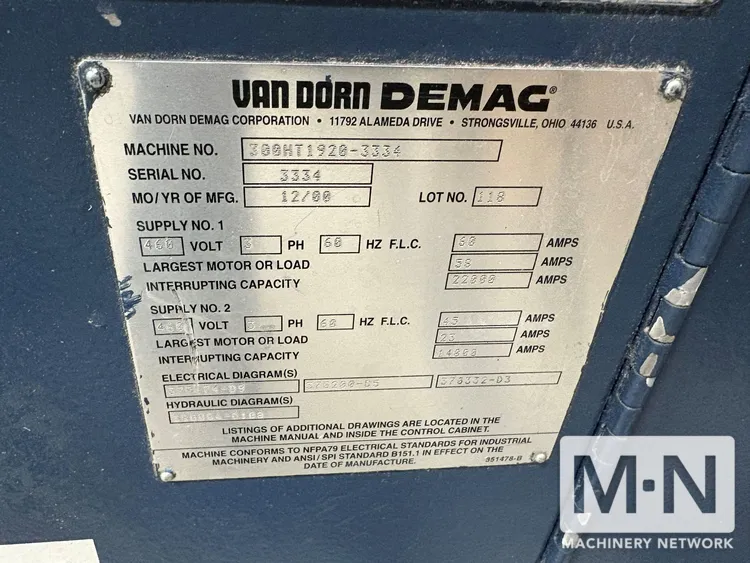 VAN DORN DEMAG®
VAN DORN DEMAG CORPORATION • 11792 ALAMEDA DRIVE • STRONGSVILLE, OHIO 44136 U.S.A.
MACHINE NO. 300HT1920-3334
SERIAL NO. 3334
MO/YR OF MFG. 12/00 LOT NO. 118
SUPPLY NO. 1
460 VOLT 3 PH 60 HZ F.L.C. 60 AMPS
LARGEST MOTOR OR LOAD AMPS
INTERRUPTING CAPACITY 22000 AMPS
SUPPLY NO. 2
460 VOLT PH 60 HZ F.L.C. AMPS
LARGEST MOTOR OR LOAD AMPS
INTERRUPTING CAPACITY 14000 AMPS
ELECTRICAL DIAGRAM(S)
376332-D3
HYDRAULIC DIAGRAM(S)
LISTINGS OF ADDITIONAL DRAWINGS ARE LOCATED IN THE
MACHINE MANUAL AND INSIDE THE CONTROL CABINET.
MACHINE CONFORMS TO NFPA79 ELECTRICAL STANDARDS FOR INDUSTRIAL
MACHINERY AND ANSI/SPI STANDARD B151.1 IN EFFECT ON THE
DATE OF MANUFACTURE.
951478-B
M·N
MACHINERY NETWORK